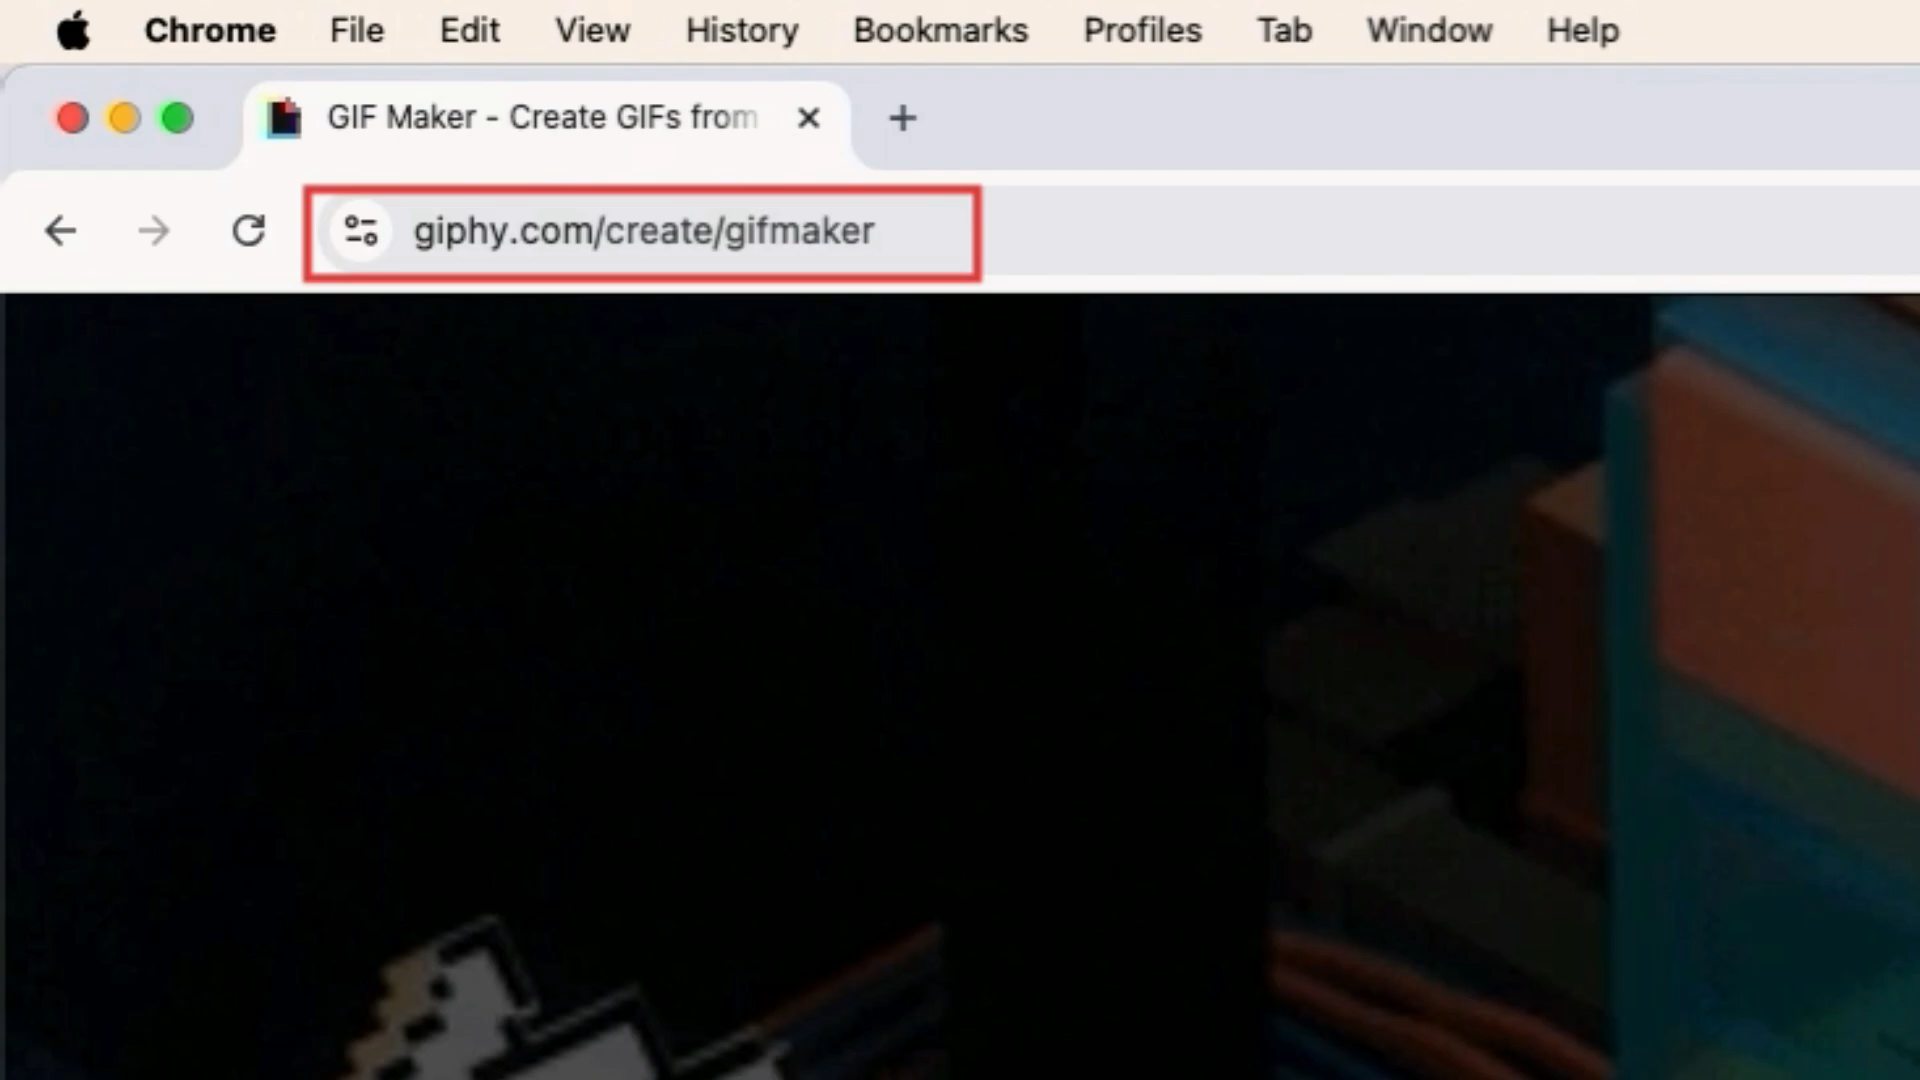 Chrome File Edit View History Bookmarks Profiles Tab Window Help
GIF Maker - Create GIFs from
giphy.com/create/gifmaker